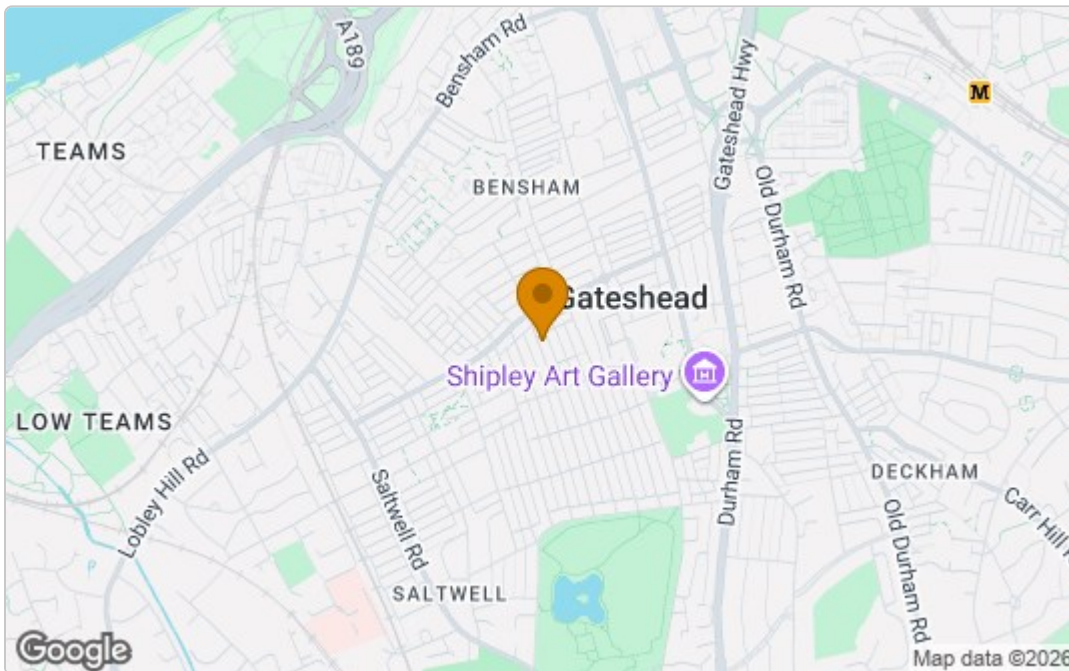 A189
Bensham Rd
Gateshead Hwy
M
TEAMS
BENSHAM
Old Durham Rd
Gateshead
Shipley Art Gallery
LOW TEAMS
Lobley Hill Rd
Saltwell Rd
Durham Rd
DECKHAM
Carr Hill R
Old Durham Rd
SALTWELL
Google
Map data ©2026